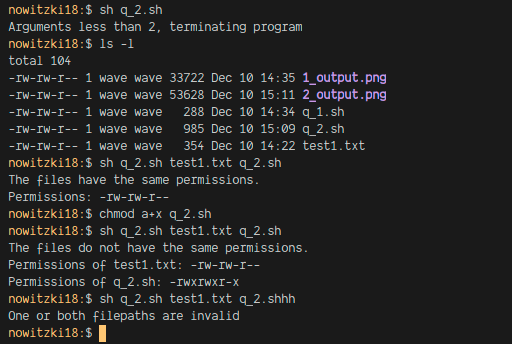 nowitzki18:$ sh q_2.sh
Arguments less than 2, terminating program
nowitzki18:$ ls -l
total 104
-rw-rw-r-- 1 wave wave 33722 Dec 10 14:35 1_output.png
-rw-rw-r-- 1 wave wave 53628 Dec 10 15:11 2_output.png
-rw-rw-r-- 1 wave wave   288 Dec 10 14:34 q_1.sh
-rw-rw-r-- 1 wave wave   985 Dec 10 15:09 q_2.sh
-rw-rw-r-- 1 wave wave   354 Dec 10 14:22 test1.txt
nowitzki18:$ sh q_2.sh test1.txt q_2.sh
The files have the same permissions.
Permissions: -rw-rw-r--
nowitzki18:$ chmod a+x q_2.sh
nowitzki18:$ sh q_2.sh test1.txt q_2.sh
The files do not have the same permissions.
Permissions of test1.txt: -rw-rw-r--
Permissions of q_2.sh: -rwxrwxr-x
nowitzki18:$ sh q_2.sh test1.txt q_2.shhh
One or both filepaths are invalid
nowitzki18:$